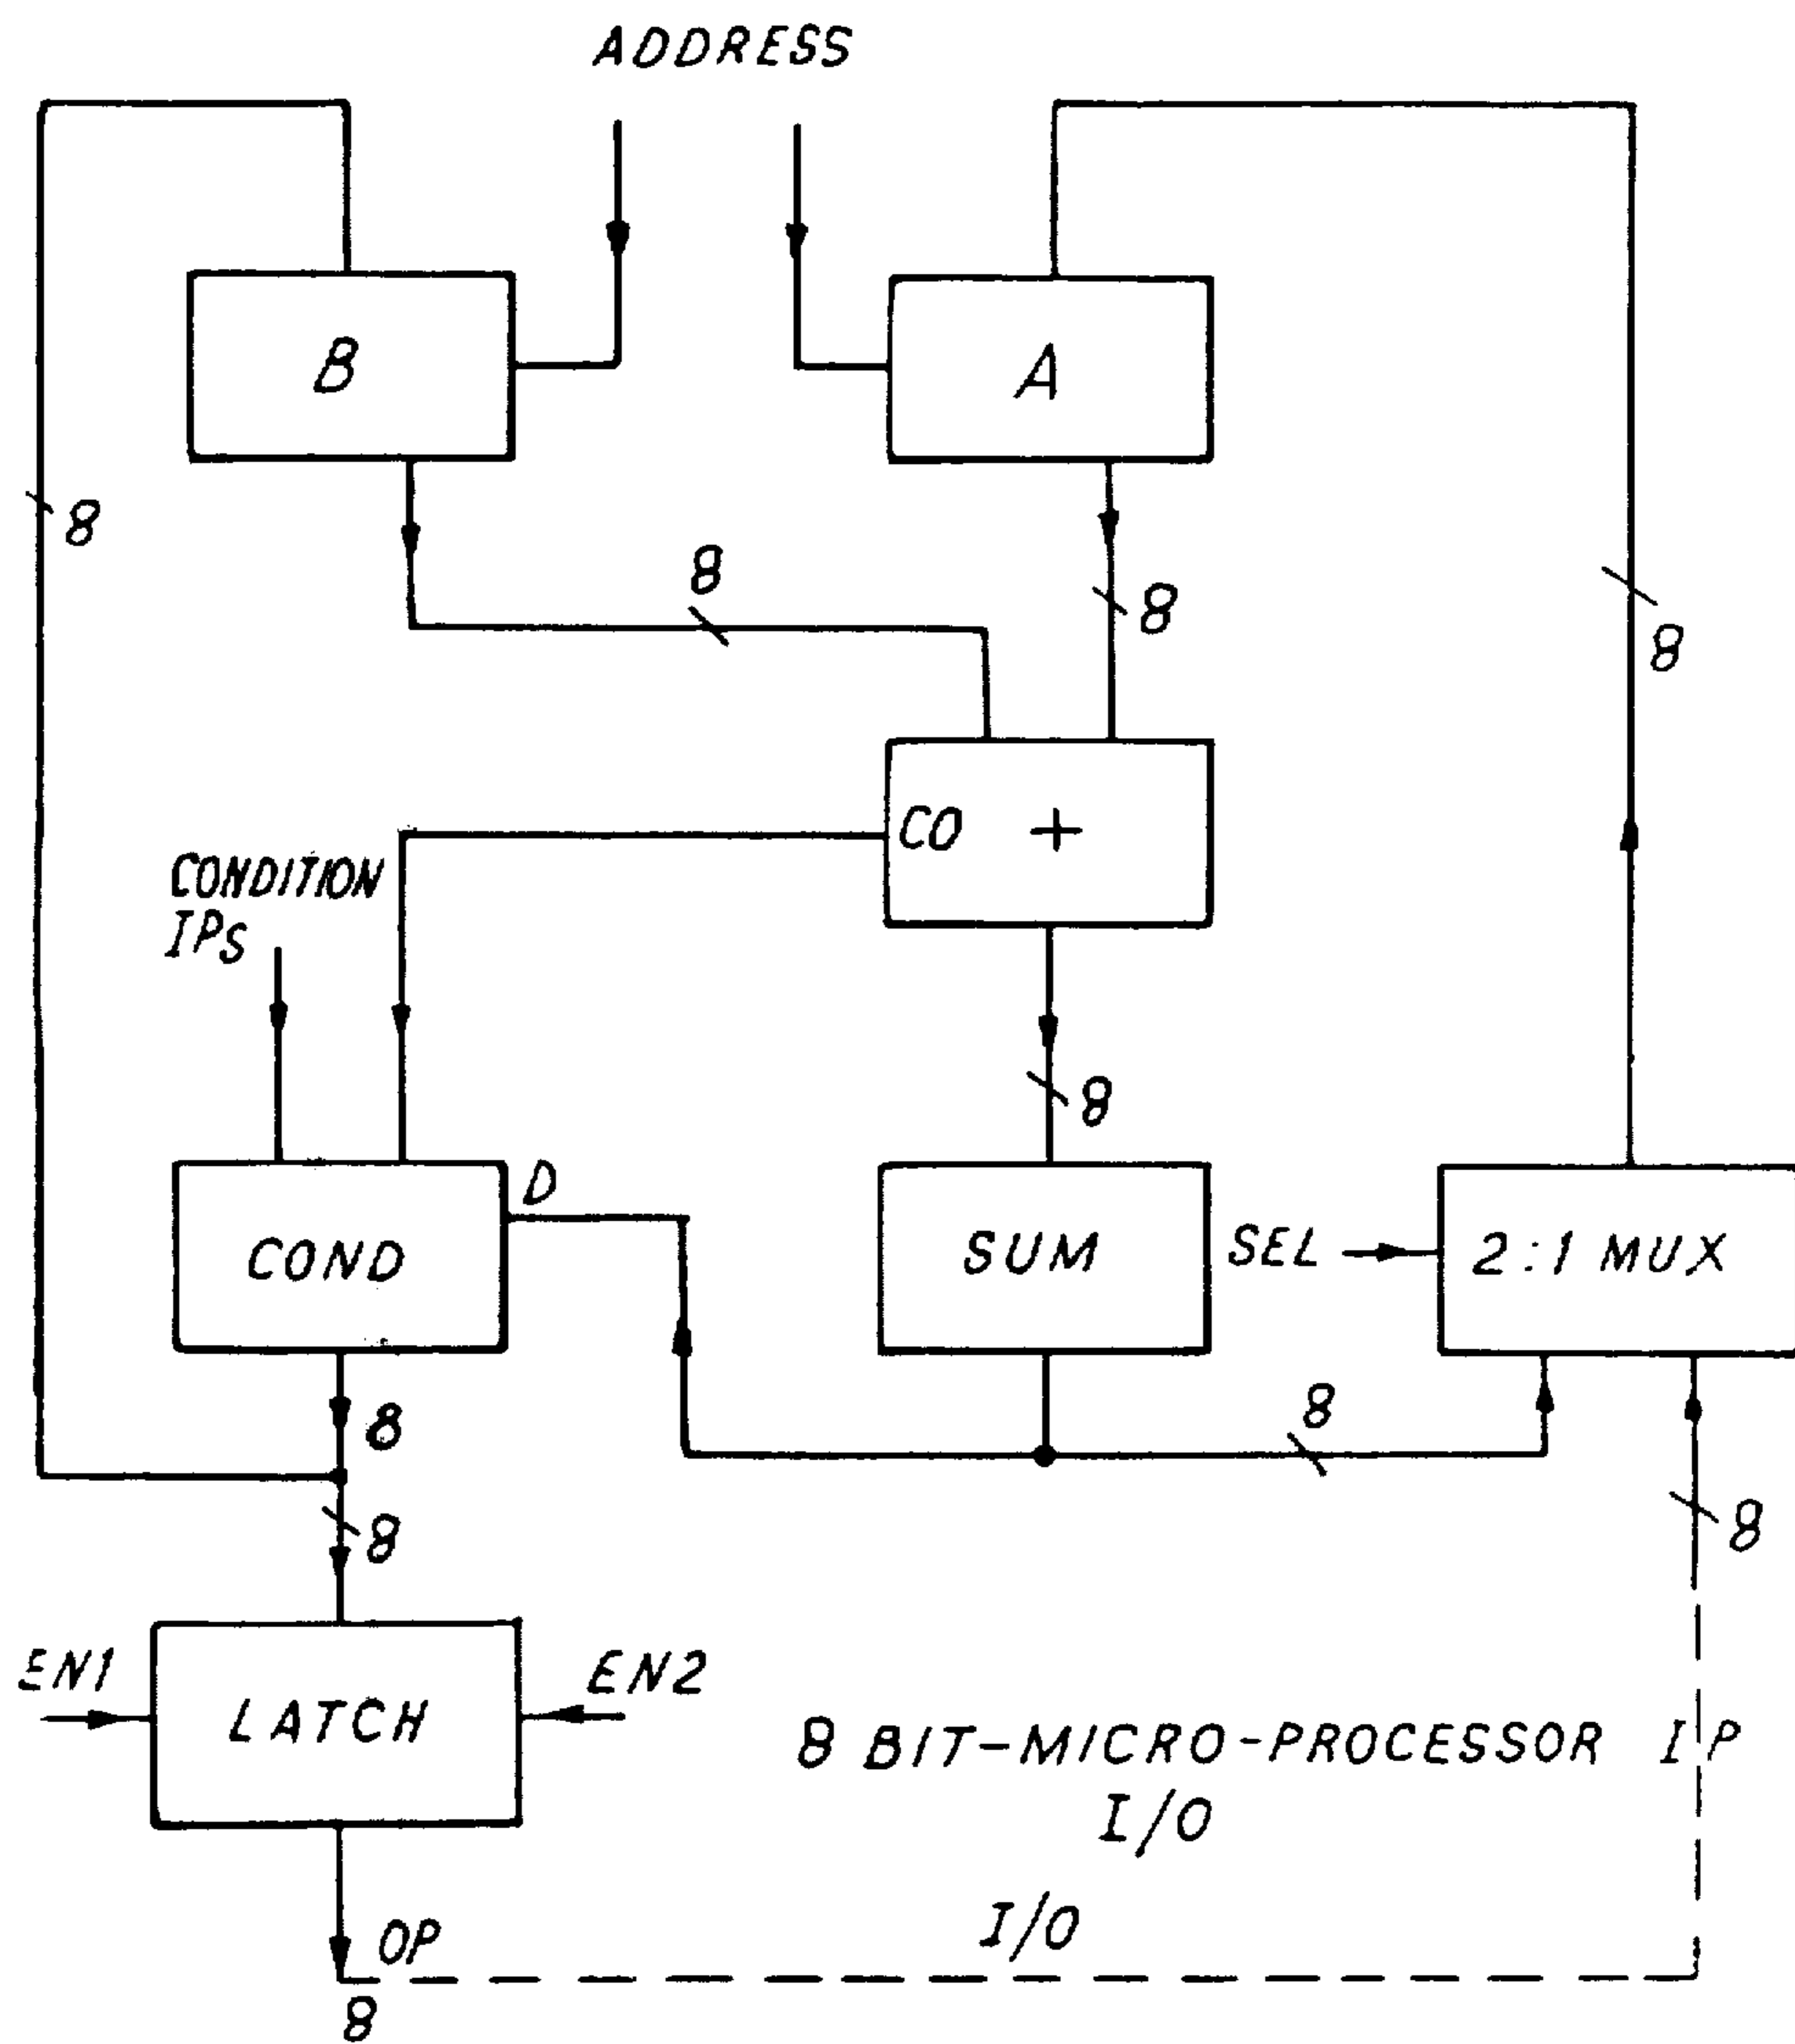 ADDRESS
B
A
8
8
8
8
CO +
CONDITION
IPS
8
D
COND
SUM
SEL
2:1 MUX
8
8
8
8
EN1
LATCH
EN2
8 BIT-MICRO-PROCESSOR IP
I/O
I/O
OP
8